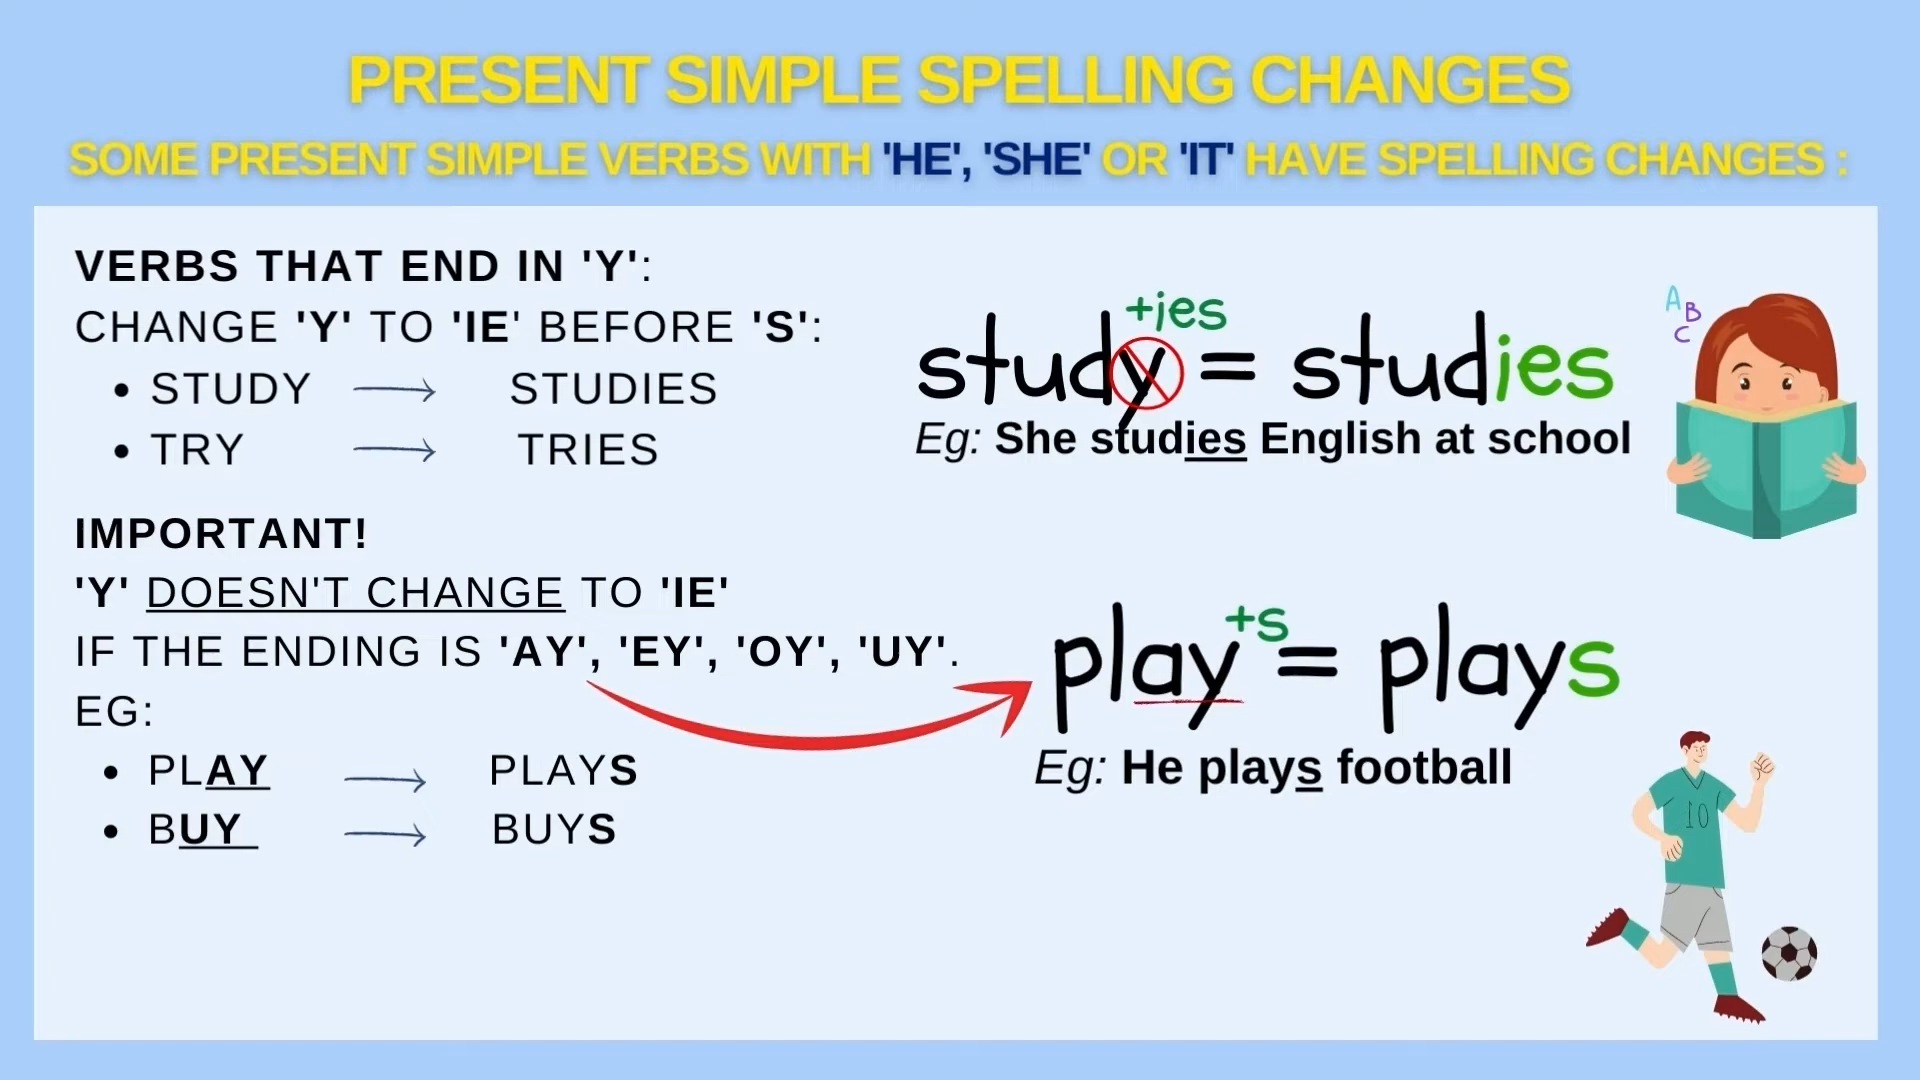 PRESENT SIMPLE SPELLING CHANGES
SOME PRESENT SIMPLE VERBS WITH 'HE', 'SHE' OR 'IT' HAVE SPELLING CHANGES :
VERBS THAT END IN 'Y':
CHANGE 'Y' TO 'IE' BEFORE 'S':
• STUDY → STUDIES
• TRY → TRIES
IMPORTANT!
'Y' DOESN'T CHANGE TO 'IE'
IF THE ENDING IS 'AY', 'EY', 'OY', 'UY'.
EG:
• PLAY → PLAYS
• BUY → BUYS
+ies
study = studies
Eg: She studies English at school
A
B
C
+s
play = plays
Eg: He plays football
10